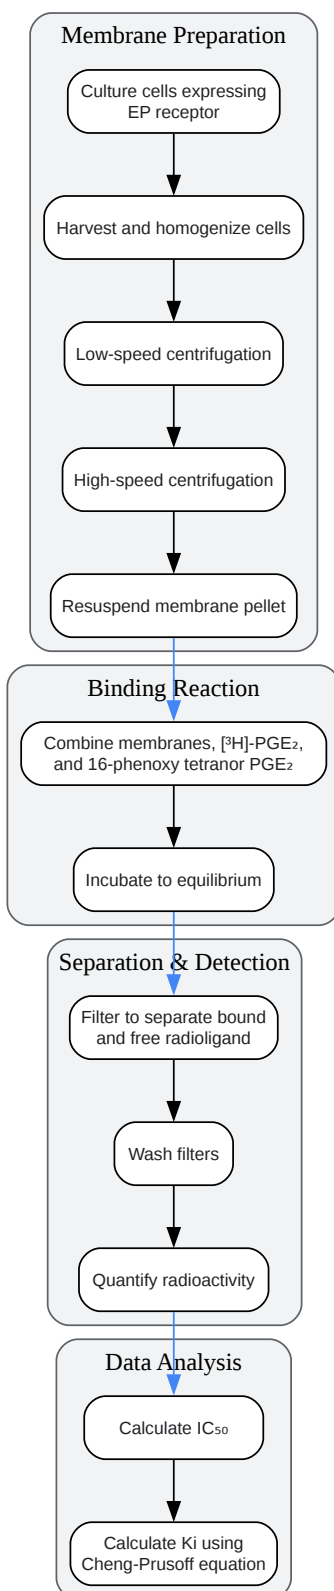 Membrane Preparation
Culture cells expressing
EP receptor
Harvest and homogenize cells
Low-speed centrifugation
High-speed centrifugation
Resuspend membrane pellet
Binding Reaction
Combine membranes, [³H]-PGE₂,
and 16-phenoxy tetranor PGE₂
Incubate to equilibrium
Separation & Detection
Filter to separate bound
and free radioligand
Wash filters
Quantify radioactivity
Data Analysis
Calculate IC₅₀
Calculate Ki using
Cheng-Prusoff equation